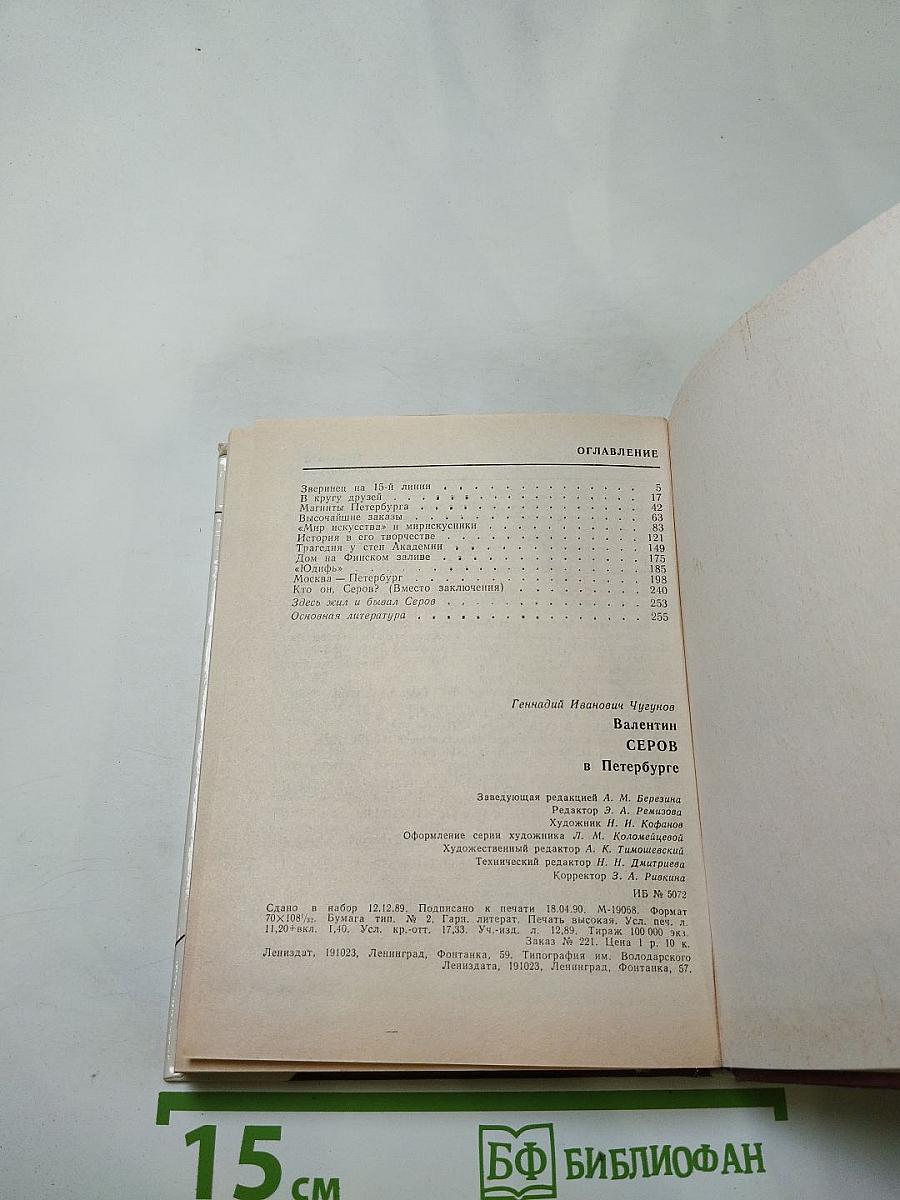 ОГЛАВЛЕНИЕ
Зверинец на 15-й линии . . . . . . . . . . . . . . 5
В кругу друзей . . . . . . . . . . . . . . . . . 17
Магниты Петербурга . . . . . . . . . . . . . . . 42
Высочайшие заказы . . . . . . . . . . . . . . . 63
«Мир искусства» и мирискусники . . . . . . . . . . 83
История в его творчестве . . . . . . . . . . . . . 121
Трагедия у стен Академии . . . . . . . . . . . . . 149
Дом на Финском заливе . . . . . . . . . . . . . . 175
«Юдифь» . . . . . . . . . . . . . . . . . . . 185
Москва — Петербург . . . . . . . . . . . . . . . 198
Кто он, Серов? (Вместо заключения) . . . . . . . . 240
Здесь жил и бывал Серов . . . . . . . . . . . . . 253
Основная литература . . . . . . . . . . . . . . . 255
Геннадий Иванович Чугунов
Валентин
СЕРОВ
в Петербурге
Заведующая редакцией А. М. Березина
Редактор Э. А. Ремизова
Художник Н. И. Кофанов
Оформление серии художника Л. М. Коломейцевой
Художественный редактор А. К. Тимошевский
Технический редактор Н. Н. Дмитриева
Корректор З. А. Ривкина
ИБ № 5072
Сдано в набор 12.12.89. Подписано к печати 18.04.90. М-19058. Формат
70×108¹/₃₂. Бумага тип. № 2. Гарн. литерат. Печать высокая. Усл. печ. л.
11,20+вкл. 1,40. Усл. кр.-отт. 17,33. Уч.-изд. л. 12,89. Тираж 100 000 экз.
Заказ № 221. Цена 1 р. 10 к.
Лениздат, 191023, Ленинград, Фонтанка, 59. Типография им. Володарского
Лениздата, 191023, Ленинград, Фонтанка, 57.
15 см
БФ БИБЛИОФАН